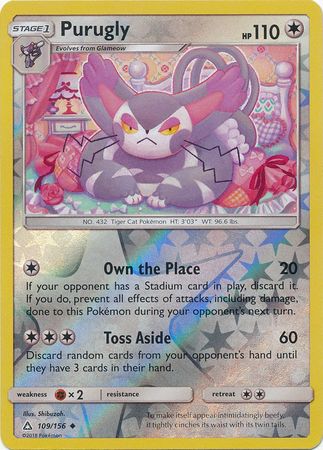 STAGE 1 Purugly HP 110
Evolves from Glameow
NO. 432 Tiger Cat Pokémon HT: 3'03" WT: 96.6 lbs.
Own the Place 20
If your opponent has a Stadium card in play, discard it.
If you do, prevent all effects of attacks, including damage,
done to this Pokémon during your opponent's next turn.
Toss Aside 60
Discard random cards from your opponent's hand until
they have 3 cards in their hand.
weakness ×2 resistance retreat
Illus. Shibuzoh.
109/156
©2018 Pokémon
To make itself appear intimidatingly beefy,
it tightly cinches its waist with its twin tails.